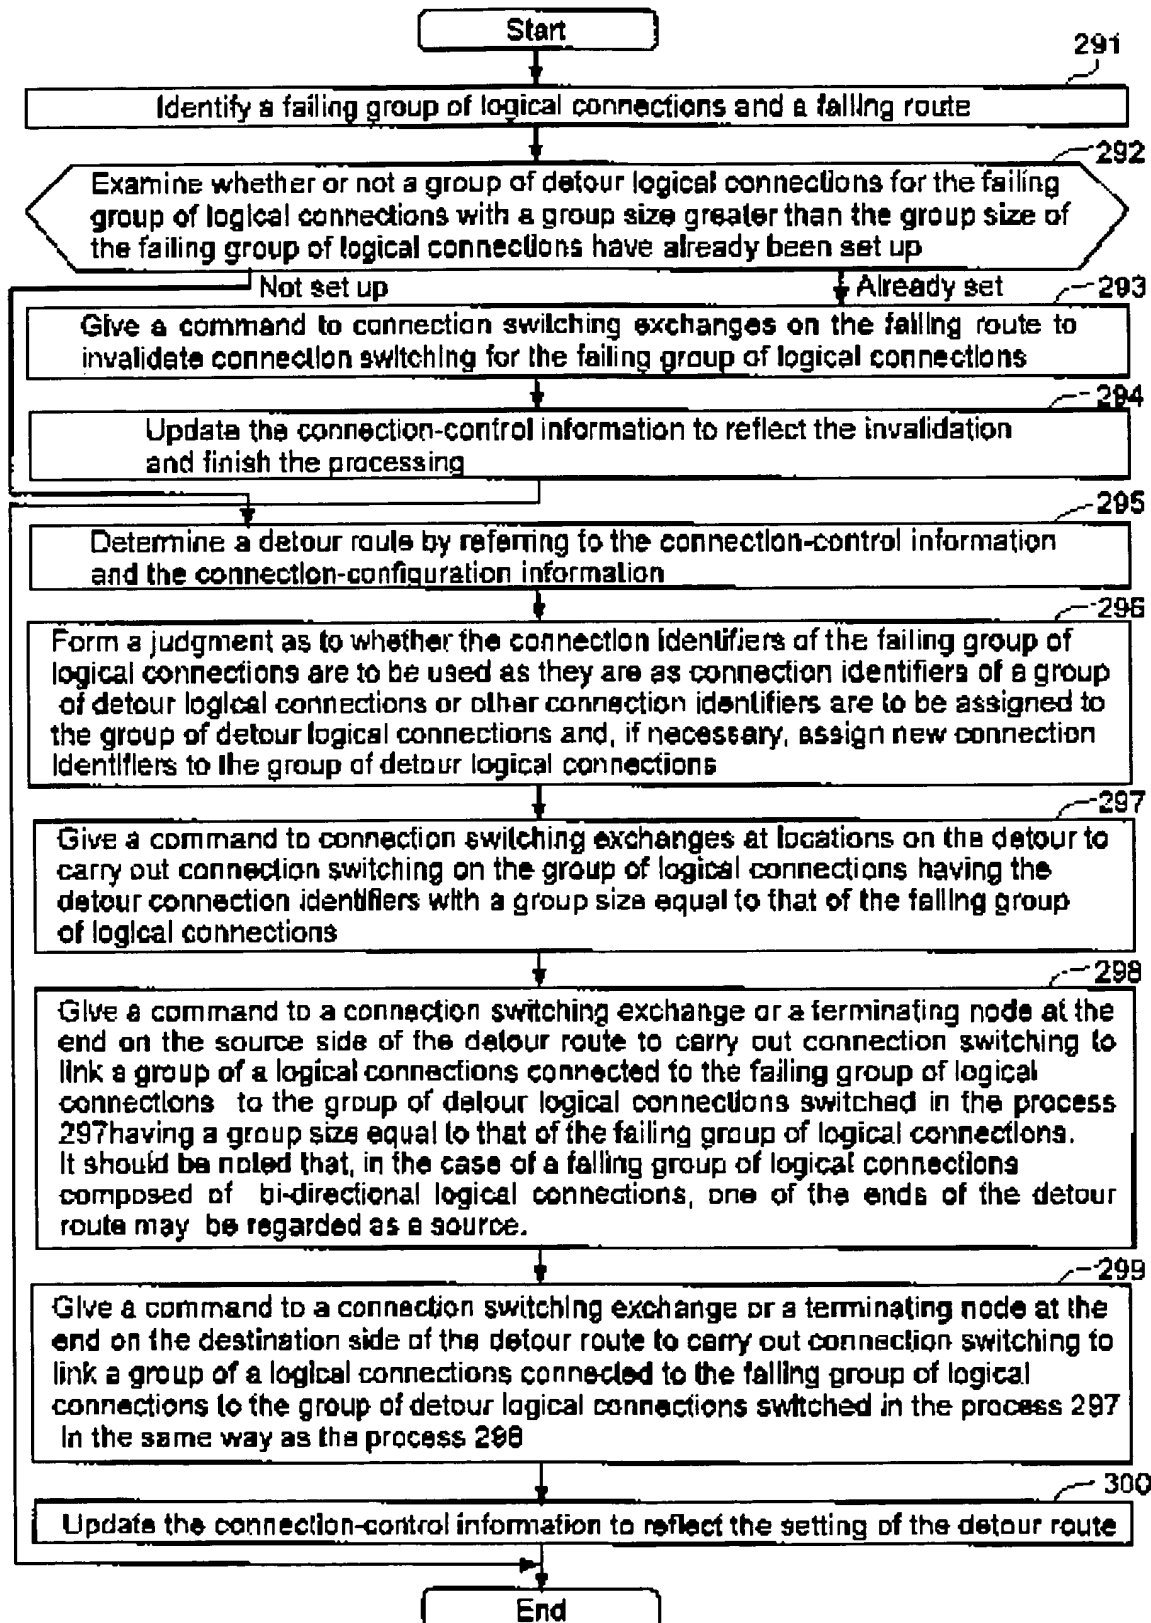 Start
291
Identify a failing group of logical connections and a failing route
292
Examine whether or not a group of detour logical connections for the failing
group of logical connections with a group size greater than the group size of
the failing group of logical connections have already been set up
Not set up
Already set
293
Give a command to connection switching exchanges on the failing route to
invalidate connection switching for the failing group of logical connections
294
Update the connection-control information to reflect the invalidation
and finish the processing
295
Determine a detour route by referring to the connection-control information
and the connection-configuration information
296
Form a judgment as to whether the connection identifiers of the failing group of
logical connections are to be used as they are as connection identifiers of a group
of detour logical connections or other connection identifiers are to be assigned to
the group of detour logical connections and, if necessary, assign new connection
identifiers to the group of detour logical connections
297
Give a command to connection switching exchanges at locations on the detour to
carry out connection switching on the group of logical connections having the
detour connection identifiers with a group size equal to that of the failing group
of logical connections
298
Give a command to a connection switching exchange or a terminating node at the
end on the source side of the detour route to carry out connection switching to
link a group of a logical connections connected to the failing group of logical
connections to the group of detour logical connections switched in the process
297having a group size equal to that of the failing group of logical connections.
It should be noted that, in the case of a failing group of logical connections
composed of bi-directional logical connections, one of the ends of the detour
route may be regarded as a source.
299
Give a command to a connection switching exchange or a terminating node at the
end on the destination side of the detour route to carry out connection switching to
link a group of a logical connections connected to the failing group of logical
connections to the group of detour logical connections switched in the process 297
in the same way as the process 298
300
Update the connection-control information to reflect the setting of the detour route
End